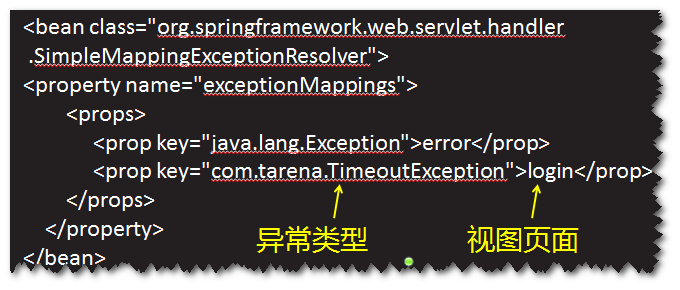 <bean class="org.springframework.web.servlet.handler
.SimpleMappingExceptionResolver">
<property name="exceptionMappings">
<props>
<prop key="java.lang.Exception">error</prop>
<prop key="com.tarena.TimeoutException">login</prop>
</props>
异常类型 视图页面
</property>
</bean>